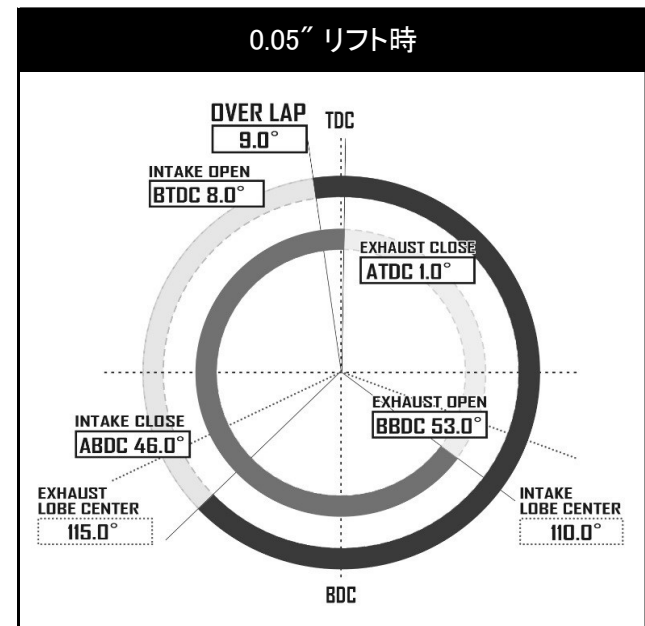 0.05″ リフト時
OVER LAP
9.0°
TDC
INTAKE OPEN
BTDC 8.0°
EXHAUST CLOSE
ATDC 1.0°
INTAKE CLOSE
ABDC 46.0°
EXHAUST OPEN
BBDC 53.0°
EXHAUST
LOBE CENTER
115.0°
INTAKE
LOBE CENTER
110.0°
BDC